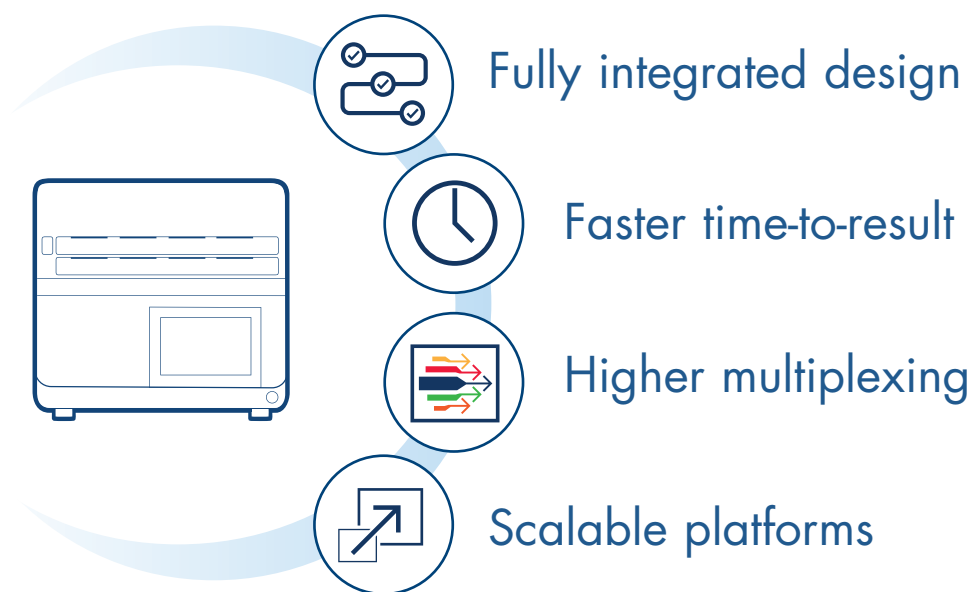 Fully integrated design
Faster time-to-result
Higher multiplexing
Scalable platforms